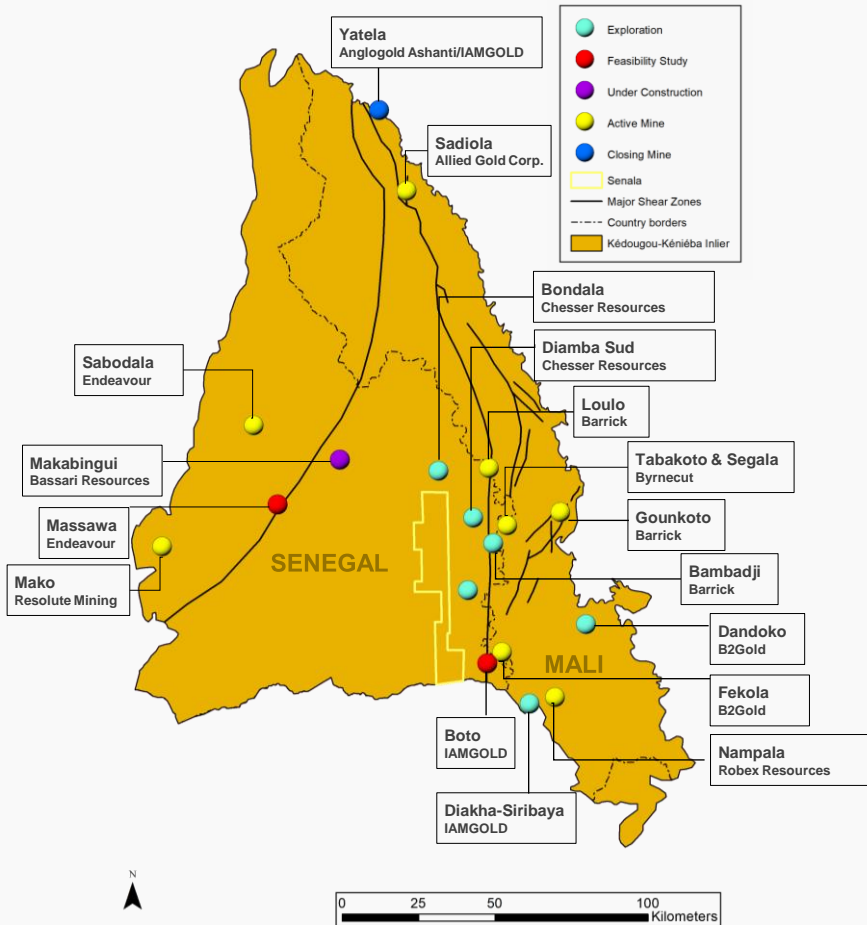 Yatela
Anglogold Ashanti/IAMGOLD
Exploration
Feasibility Study
Under Construction
Active Mine
Closing Mine
Senala
Major Shear Zones
Country borders
Kédougou-Kéniéba Inlier
Sadiola
Allied Gold Corp.
Bondala
Chesser Resources
Diamba Sud
Chesser Resources
Sabodala
Endeavour
Loulo
Barrick
Makabingui
Bassari Resources
Tabakoto & Segala
Byrnecut
Massawa
Endeavour
Gounkoto
Barrick
SENEGAL
Mako
Resolute Mining
Bambadji
Barrick
Dandoko
B2Gold
MALI
Fekola
B2Gold
Boto
IAMGOLD
Nampala
Robex Resources
Diakha-Siribaya
IAMGOLD
N
0 25 50 100
Kilometers